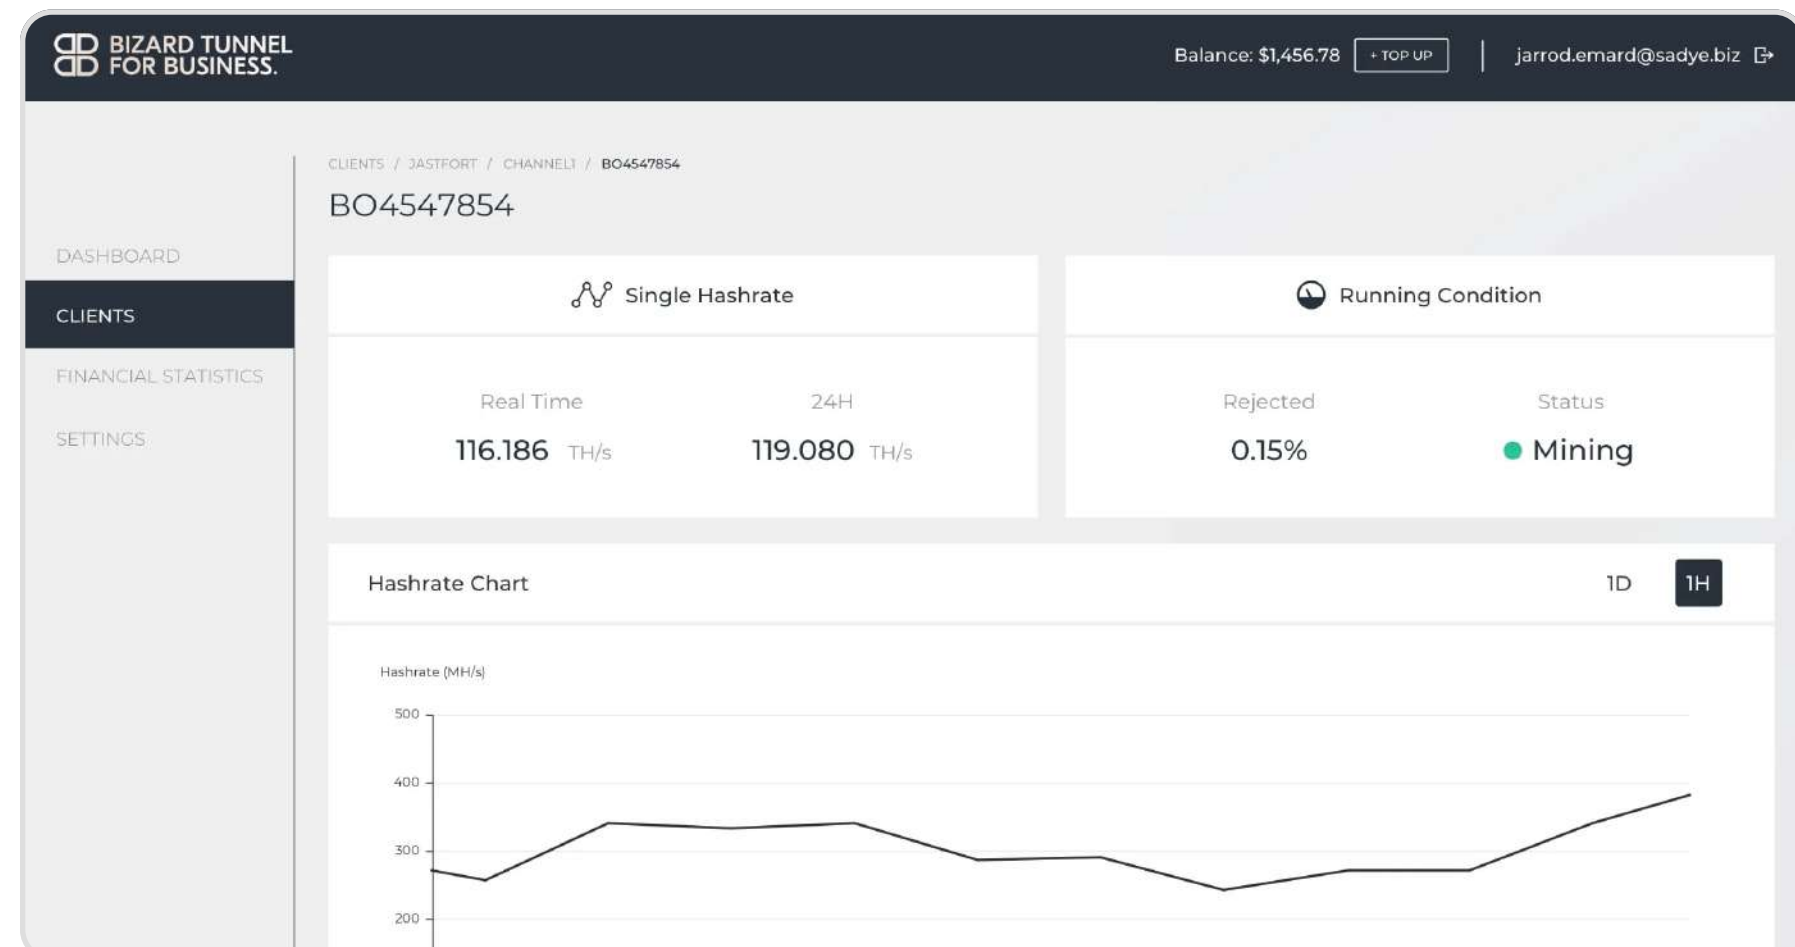 BIZARD TUNNEL
FOR BUSINESS.
Balance: $1,456.78 + TOP UP jarrod.emard@sadye.biz
CLIENTS / JASTFORT / CHANNEL1 / BO4547854
BO4547854
DASHBOARD
CLIENTS
FINANCIAL STATISTICS
SETTINGS
Single Hashrate
Real Time 24H
116.186 TH/s 119.080 TH/s
Running Condition
Rejected Status
0.15% Mining
Hashrate Chart 1D 1H
Hashrate (MH/s)
500
400
300
200